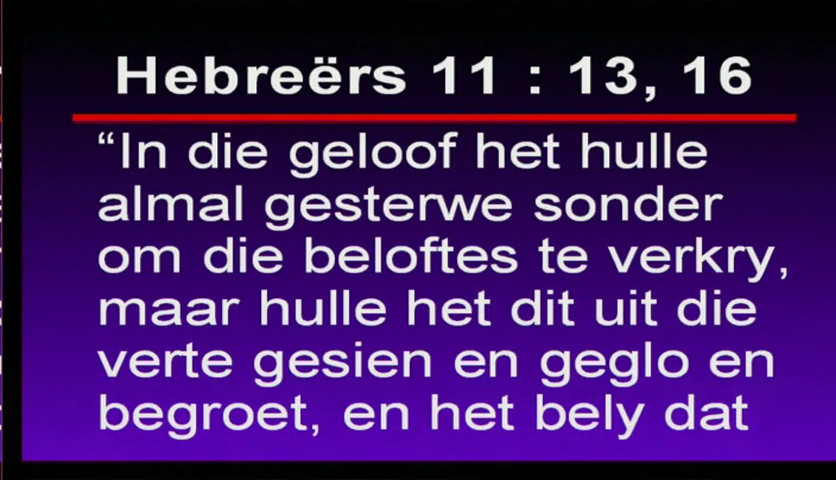 Hebreërs 11 : 13, 16
“In die geloof het hulle
almal gesterwe sonder
om die beloftes te verkry,
maar hulle het dit uit die
verte gesien en geglo en
begroet, en het bely dat